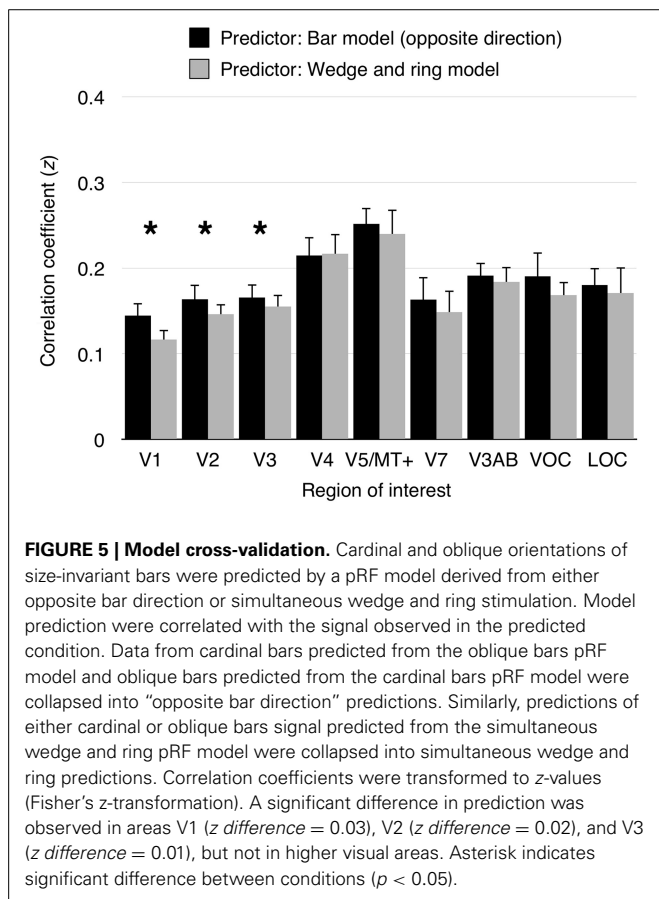 Predictor: Bar model (opposite direction)
Predictor: Wedge and ring model
0.4
0.3
0.2
0.1
0
Correlation coefficient (z)
* * *
V1 V2 V3 V4 V5/MT+ V7 V3AB VOC LOC
Region of interest
FIGURE 5 | Model cross-validation. Cardinal and oblique orientations of
size-invariant bars were predicted by a pRF model derived from either
opposite bar direction or simultaneous wedge and ring stimulation. Model
prediction were correlated with the signal observed in the predicted
condition. Data from cardinal bars predicted from the oblique bars pRF
model and oblique bars predicted from the cardinal bars pRF model were
collapsed into “opposite bar direction” predictions. Similarly, predictions of
either cardinal or oblique bars signal predicted from the simultaneous
wedge and ring pRF model were collapsed into simultaneous wedge and
ring predictions. Correlation coefficients were transformed to z-values
(Fisher's z-transformation). A significant difference in prediction was
observed in areas V1 (z difference = 0.03), V2 (z difference = 0.02), and V3
(z difference = 0.01), but not in higher visual areas. Asterisk indicates
significant difference between conditions (p < 0.05).